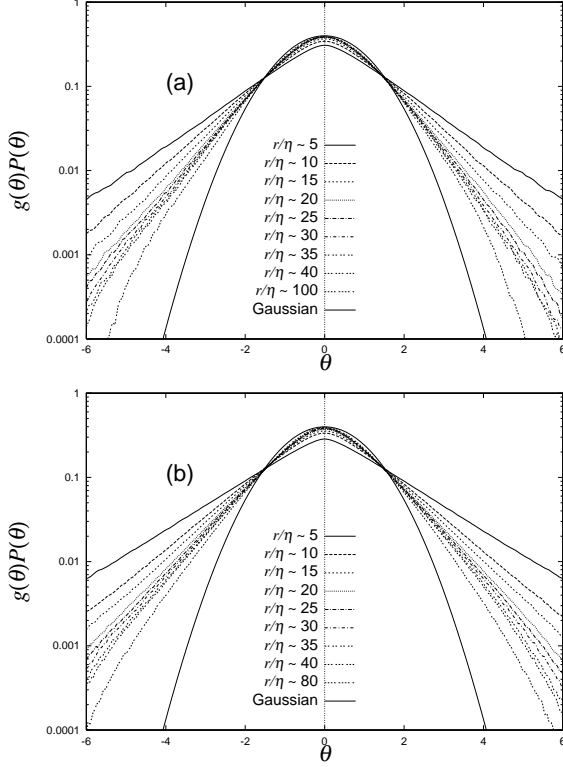 1
0.1
0.01
0.001
0.0001
g(θ)P(θ)
(a)
r/η ~ 5
r/η ~ 10
r/η ~ 15
r/η ~ 20
r/η ~ 25
r/η ~ 30
r/η ~ 35
r/η ~ 40
r/η ~ 100
Gaussian
-6 -4 -2 0 2 4 6
θ
1
0.1
0.01
0.001
0.0001
g(θ)P(θ)
(b)
r/η ~ 5
r/η ~ 10
r/η ~ 15
r/η ~ 20
r/η ~ 25
r/η ~ 30
r/η ~ 35
r/η ~ 40
r/η ~ 80
Gaussian
-6 -4 -2 0 2 4 6
θ